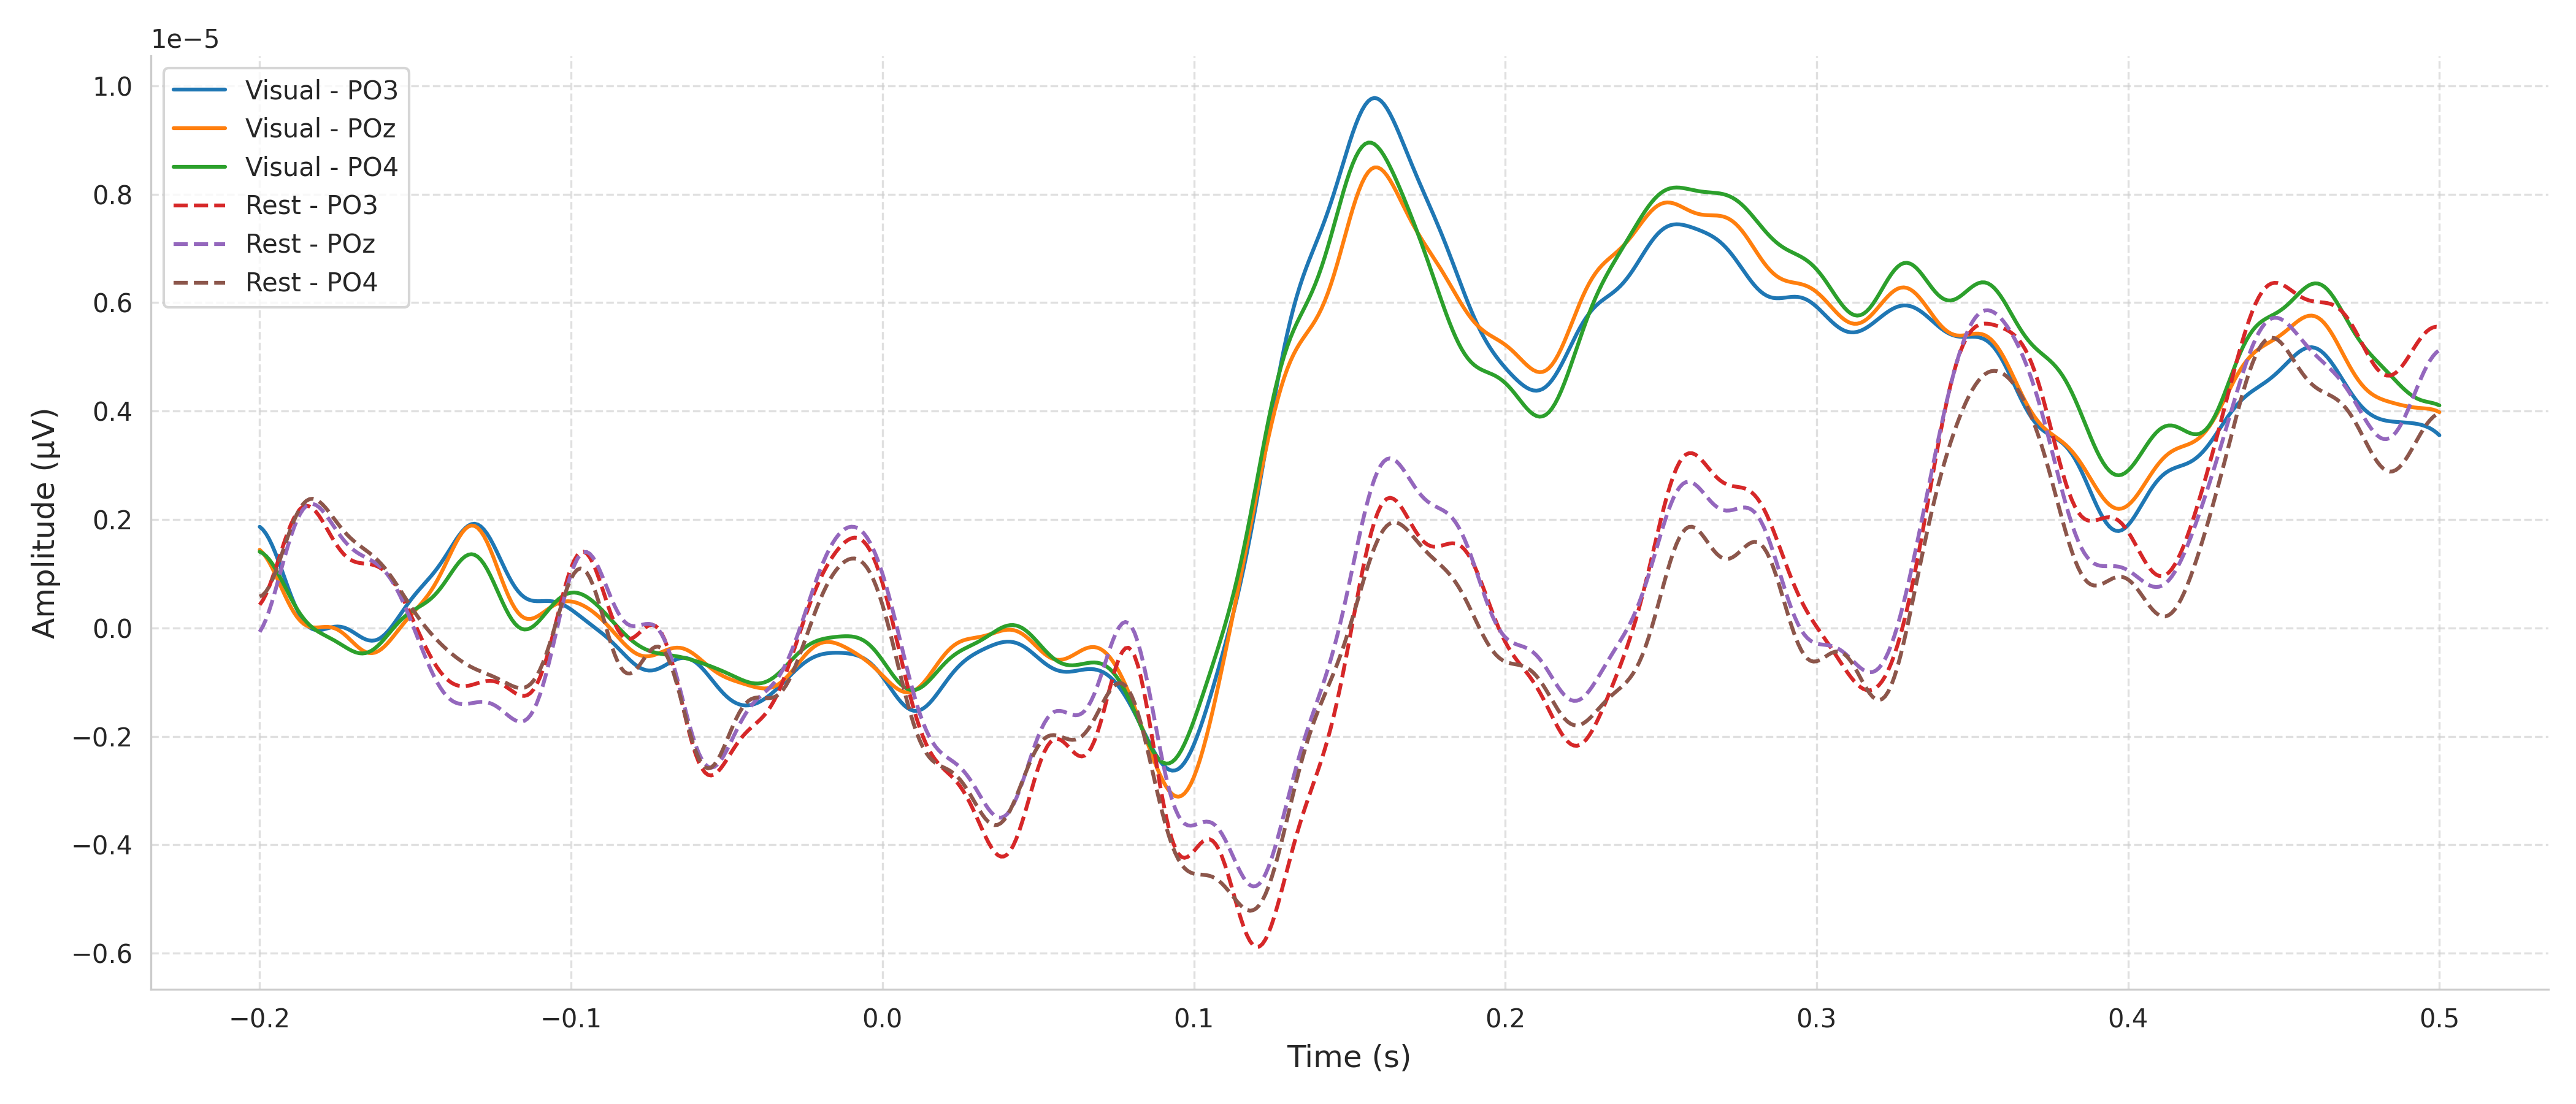 1e−5
1.0
0.8
0.6
0.4
0.2
0.0
−0.2
−0.4
−0.6
Amplitude (µV)
Visual - PO3
Visual - POz
Visual - PO4
Rest - PO3
Rest - POz
Rest - PO4
−0.2 −0.1 0.0 0.1 0.2 0.3 0.4 0.5
Time (s)